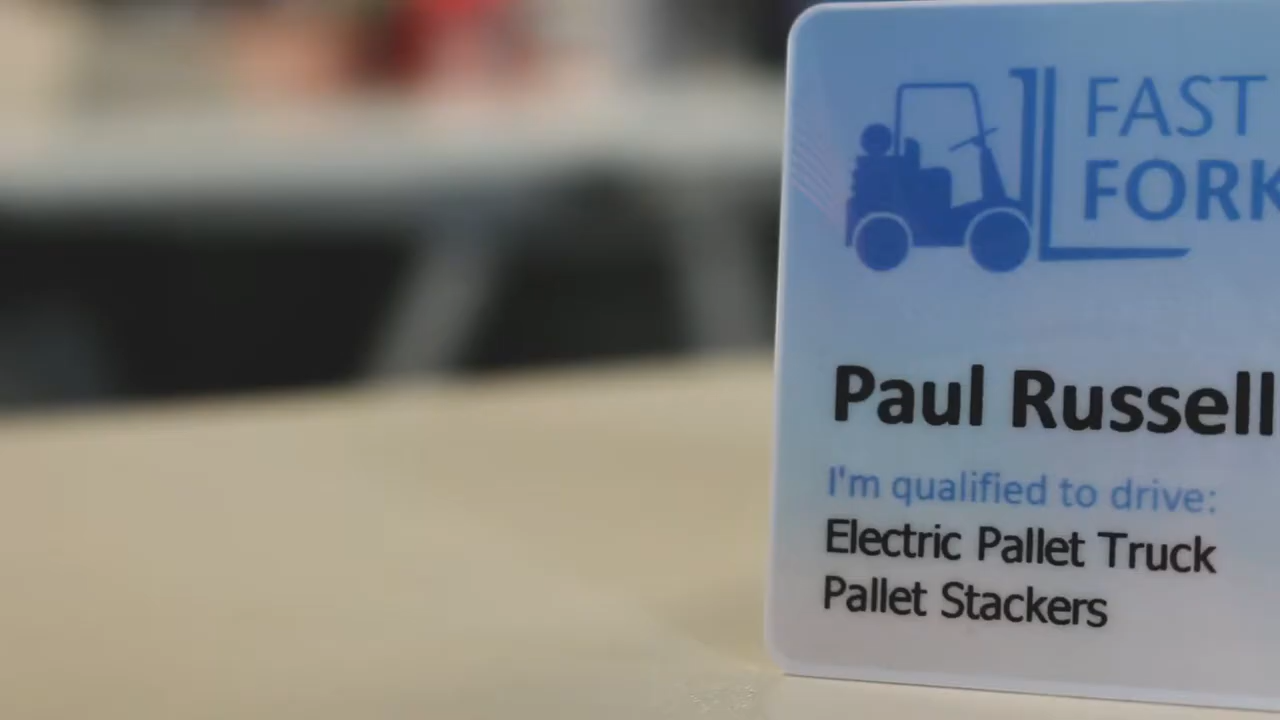 FAST
FORK
Paul Russell
I'm qualified to drive:
Electric Pallet Truck
Pallet Stackers